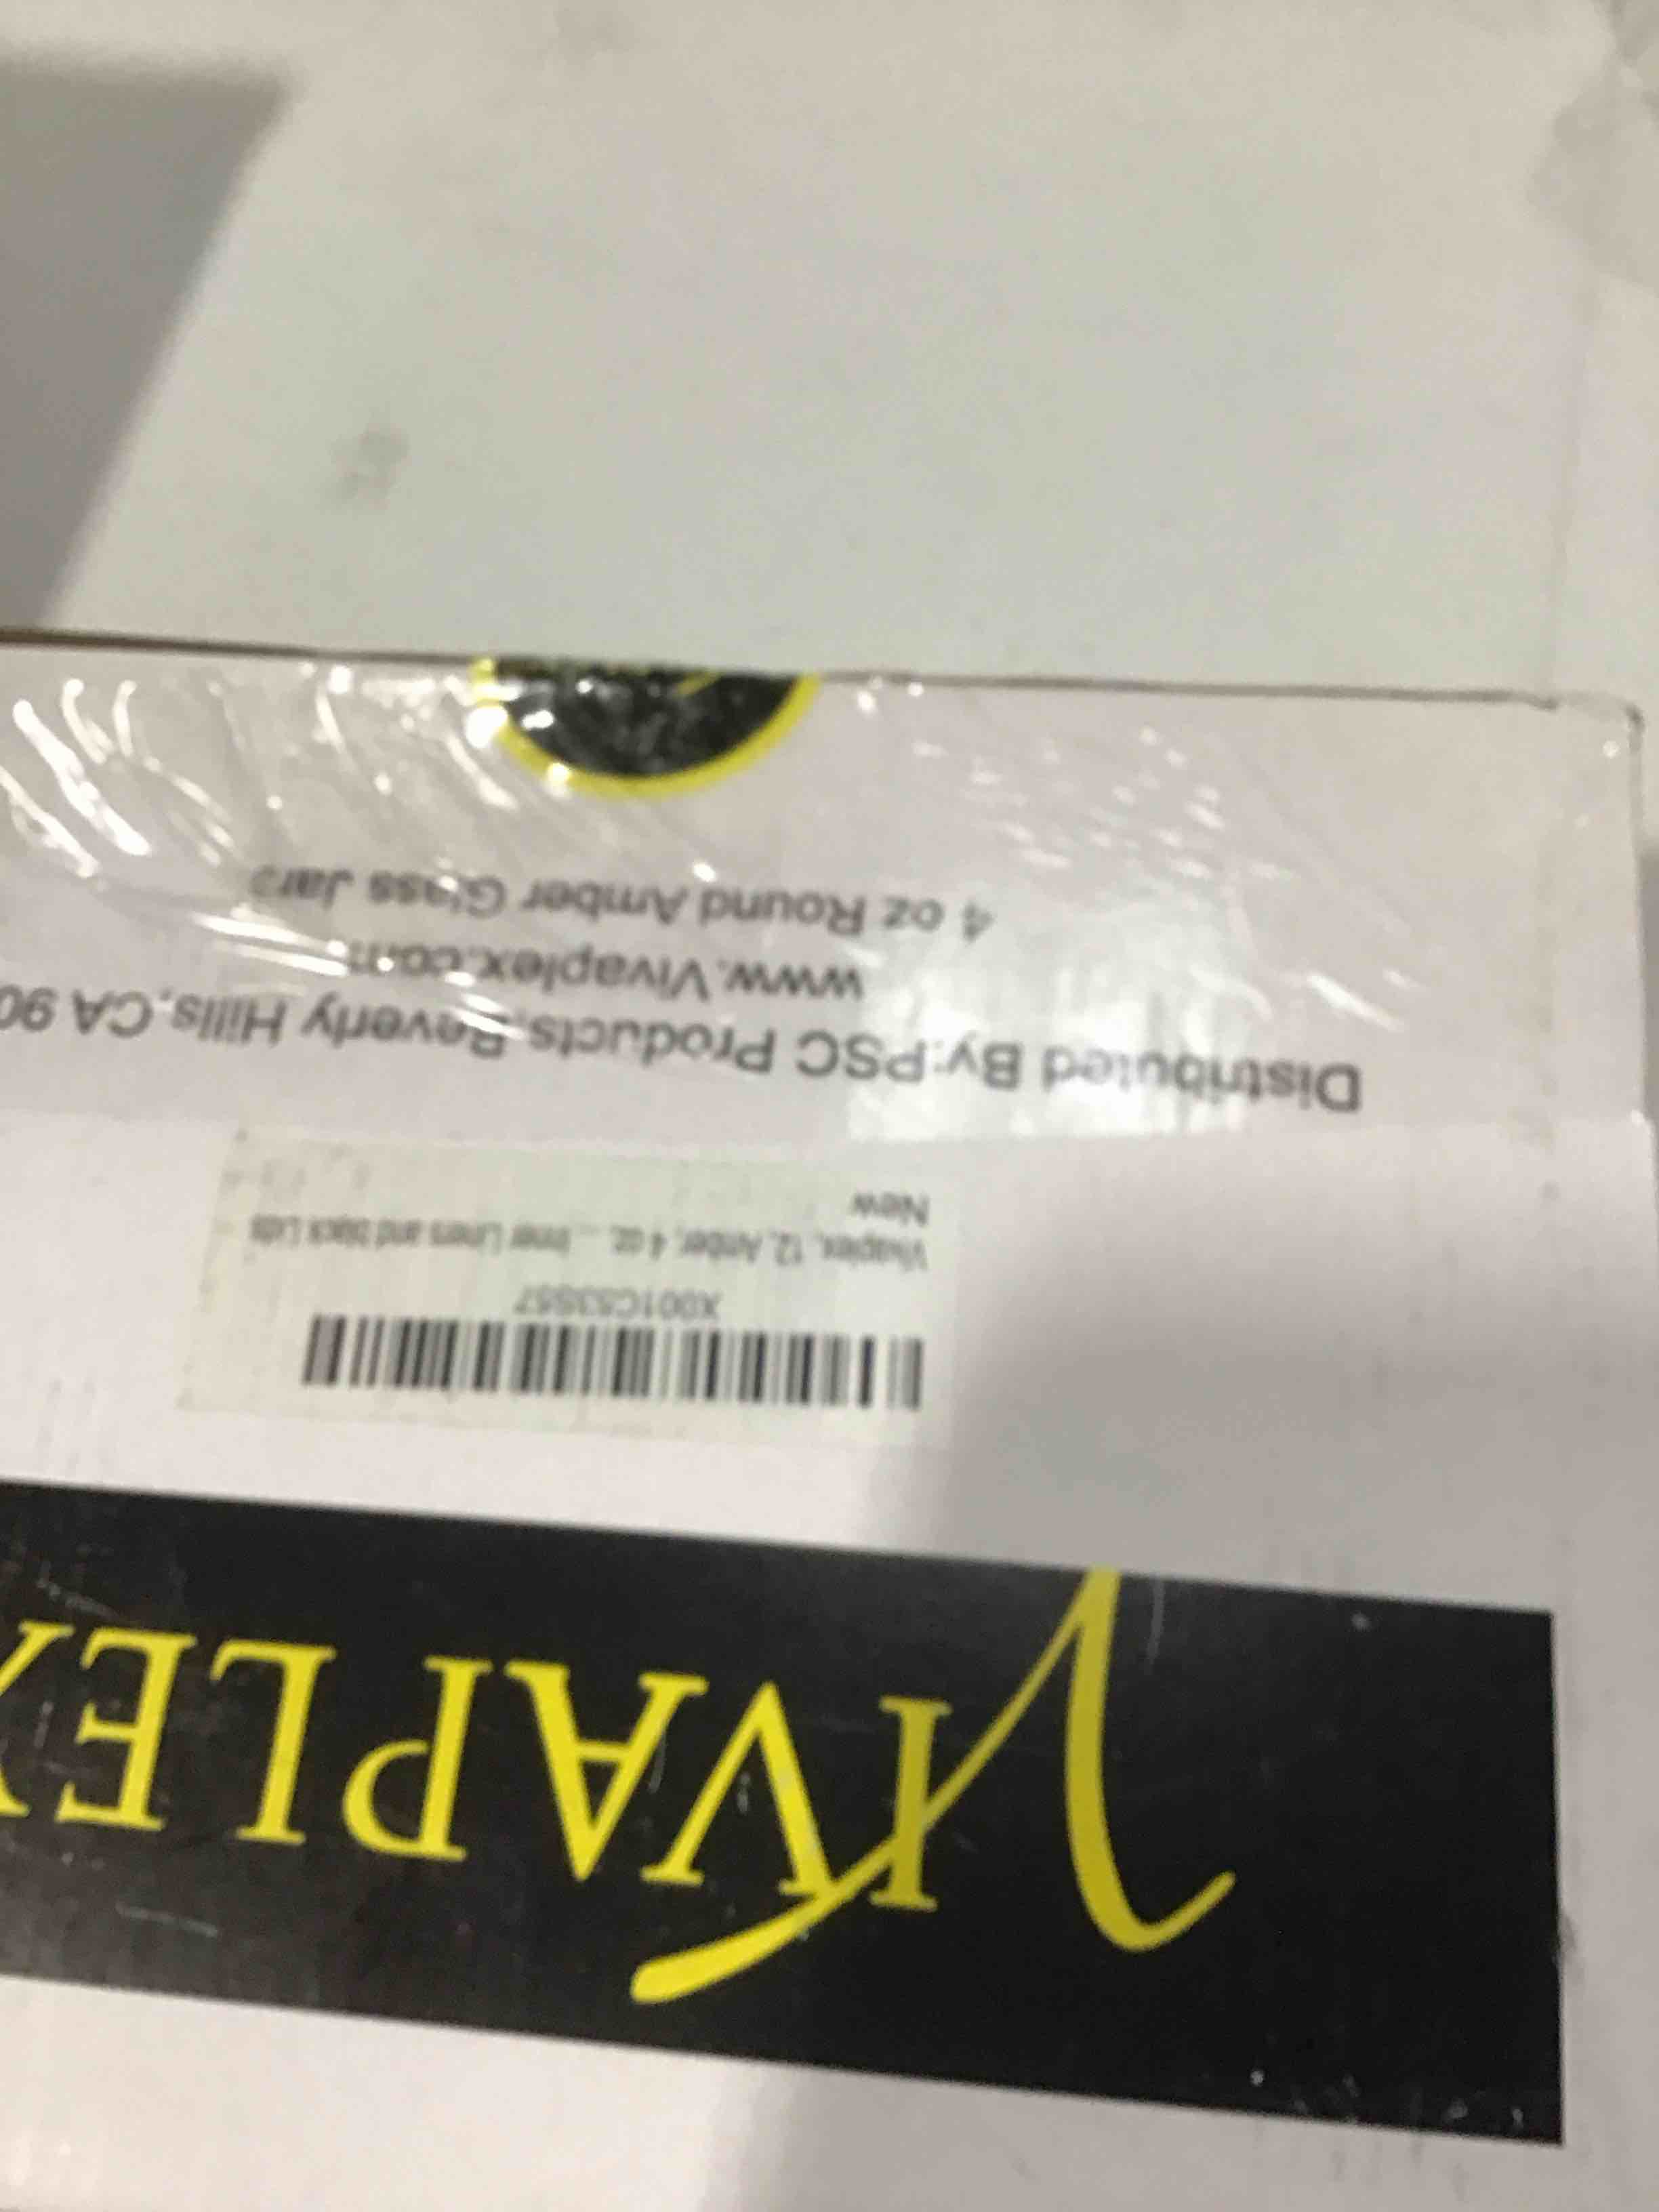 VIVAPLEX
X001C53S57
Vivaplex, 12, Amber, 4 oz, ... Inner Liners and black Lids
New
Distributed By:PSC Products,Beverly Hills,CA 90
www.Vivaplex.com
4 oz Round Amber Glass Jars